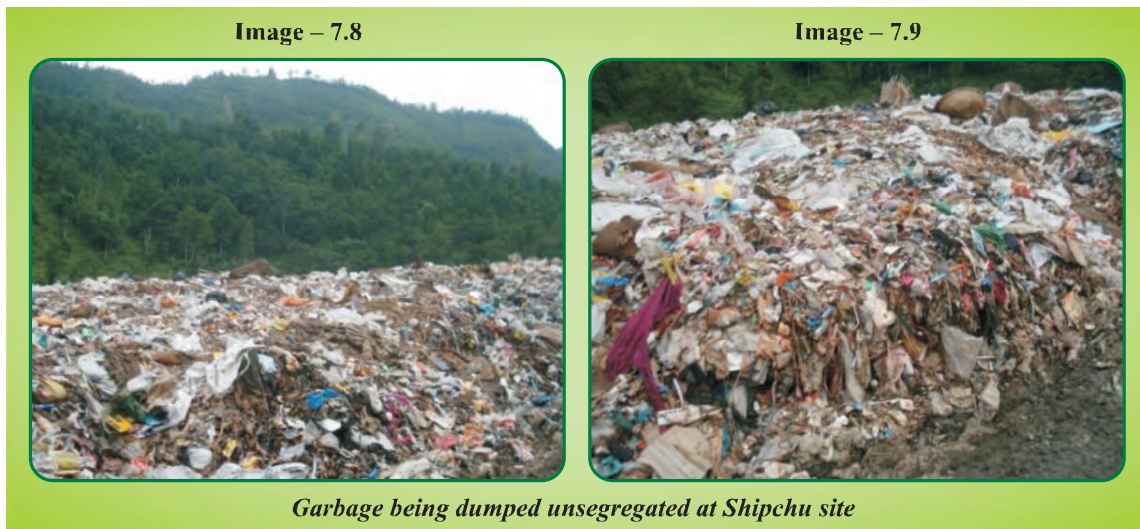 Image – 7.8
Image – 7.9
Garbage being dumped unsegregated at Shipchu site